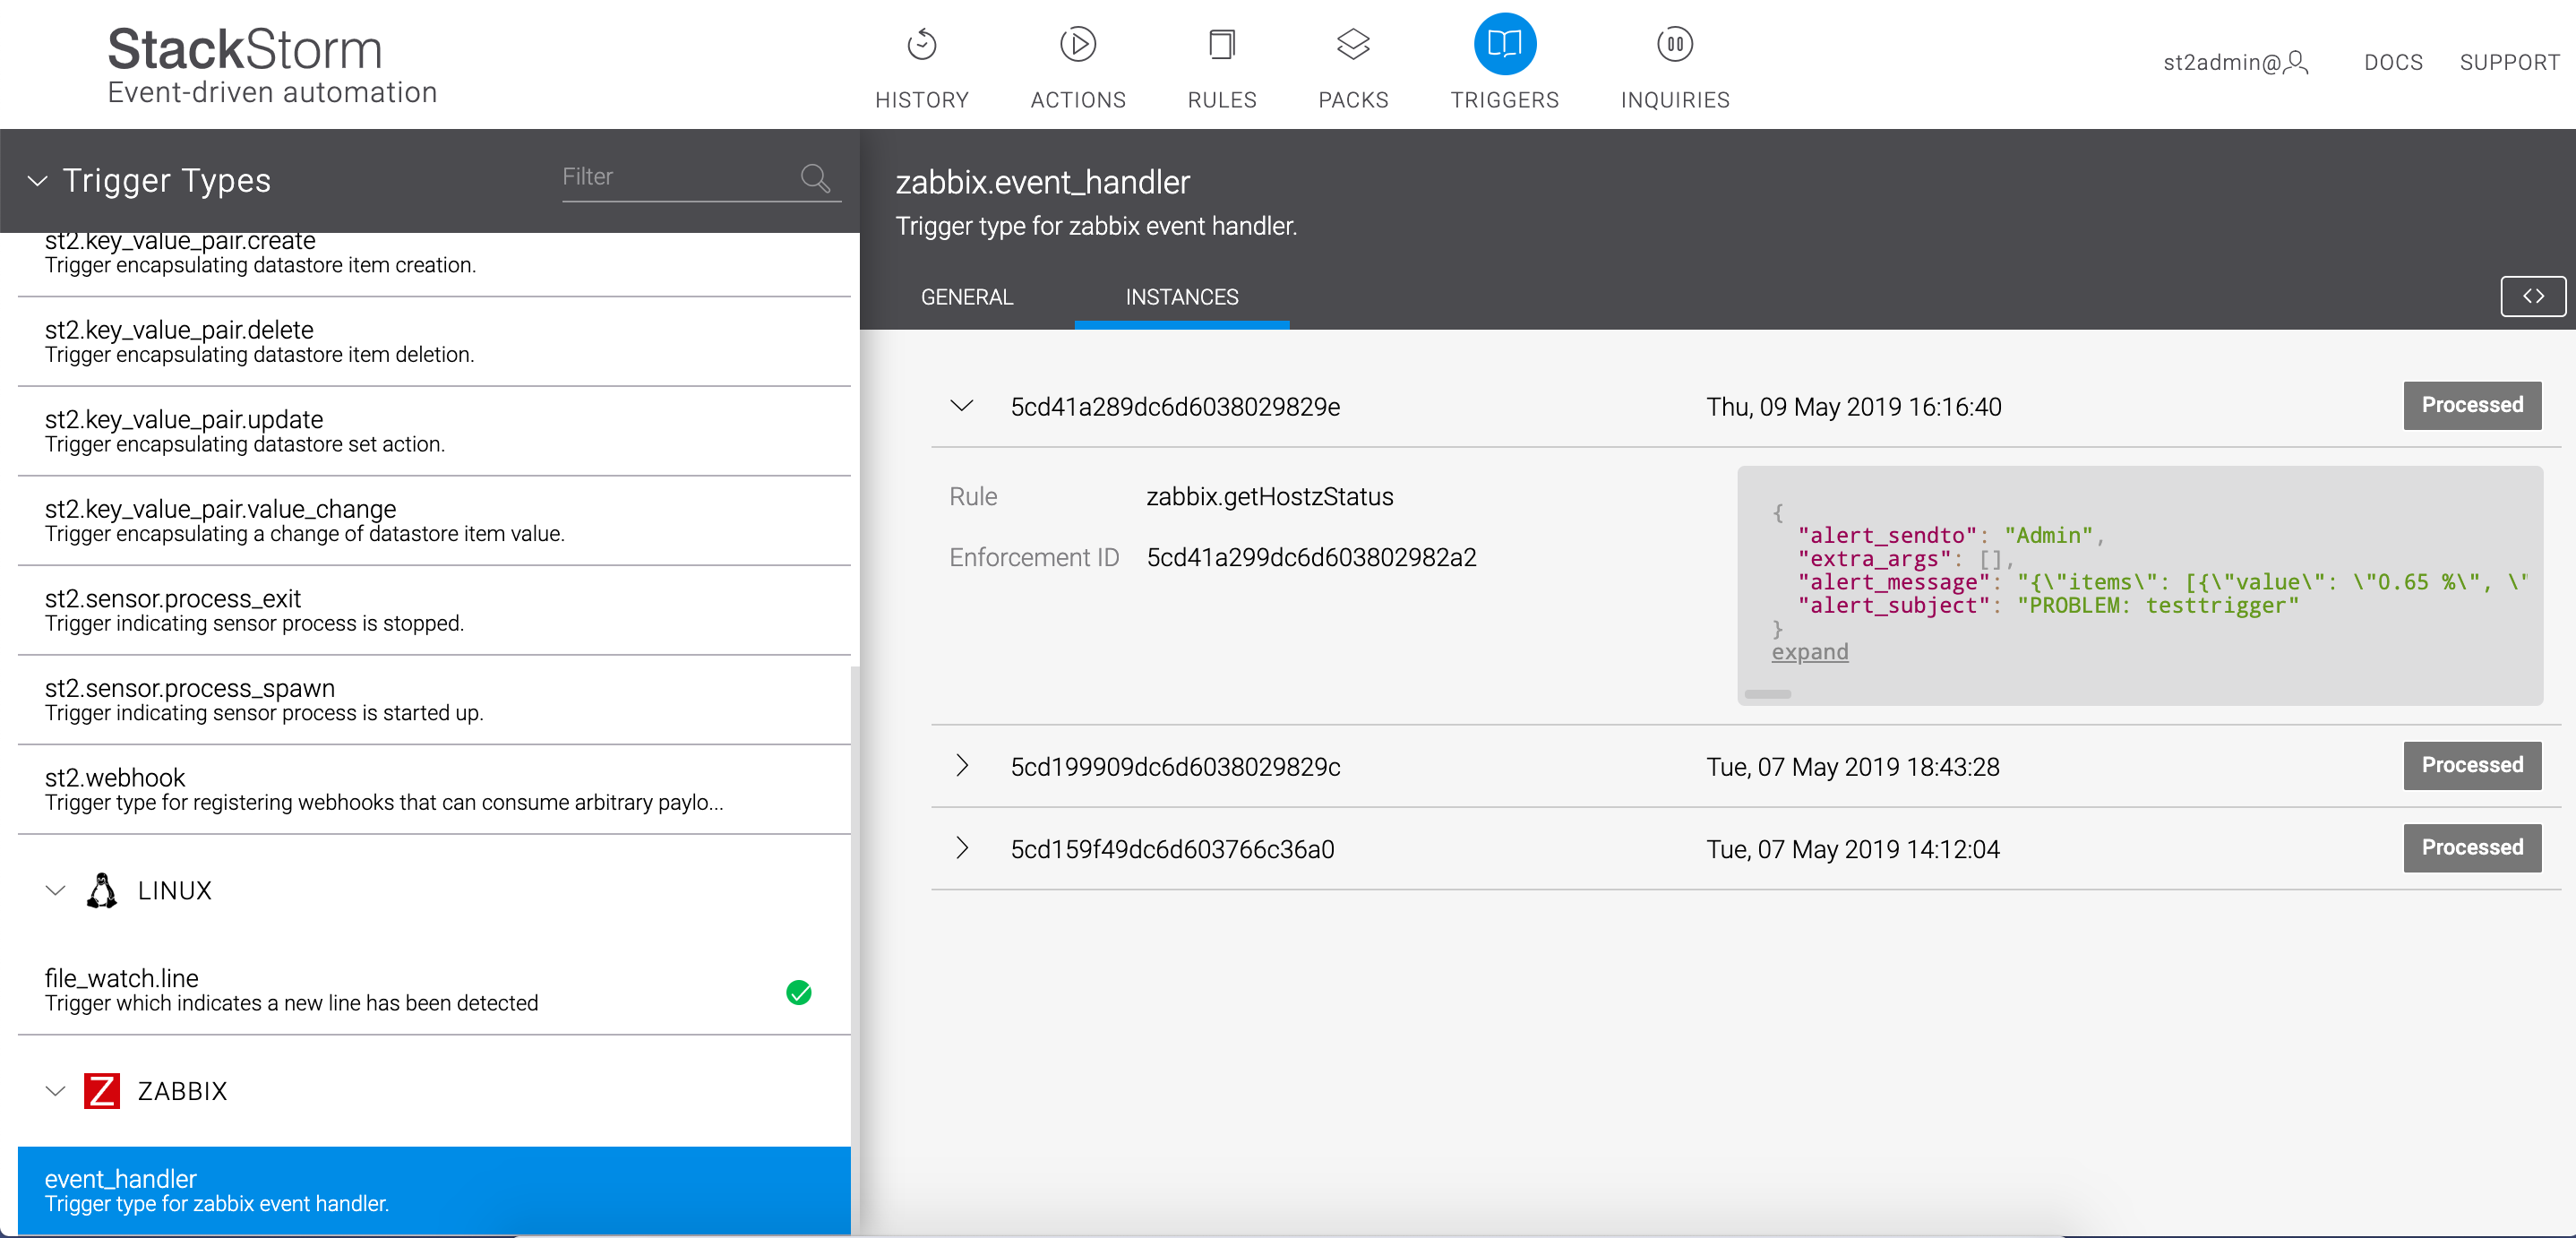 StackStorm
Event-driven automation
HISTORY
ACTIONS
RULES
PACKS
TRIGGERS
INQUIRIES
st2admin@
DOCS
SUPPORT
Trigger Types
Filter
st2.key_value_pair.create
Trigger encapsulating datastore item creation.
st2.key_value_pair.delete
Trigger encapsulating datastore item deletion.
st2.key_value_pair.update
Trigger encapsulating datastore set action.
st2.key_value_pair.value_change
Trigger encapsulating a change of datastore item value.
st2.sensor.process_exit
Trigger indicating sensor process is stopped.
st2.sensor.process_spawn
Trigger indicating sensor process is started up.
st2.webhook
Trigger type for registering webhooks that can consume arbitrary paylo...
LINUX
file_watch.line
Trigger which indicates a new line has been detected
Z ZABBIX
event_handler
Trigger type for zabbix event handler.
zabbix.event_handler
Trigger type for zabbix event handler.
GENERAL
INSTANCES
<>
5cd41a289dc6d6038029829e Thu, 09 May 2019 16:16:40 Processed
Rule zabbix.getHostzStatus
Enforcement ID 5cd41a299dc6d603802982a2
{
"alert_sendto": "Admin",
"extra_args": [],
"alert_message": "{\"items\": [{\"value\": \"0.65 %\", \"
"alert_subject": "PROBLEM: testtrigger"
}
expand
5cd199909dc6d6038029829c Tue, 07 May 2019 18:43:28 Processed
5cd159f49dc6d603766c36a0 Tue, 07 May 2019 14:12:04 Processed